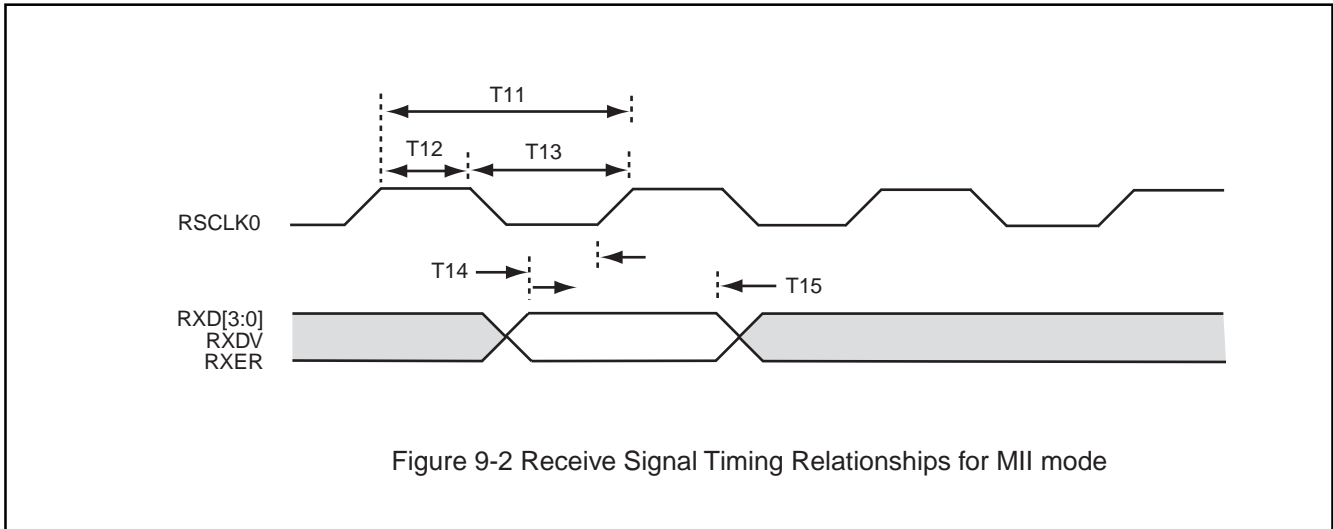 T11
T12
T13
RSCLK0
T14
T15
RXD[3:0]
RXDV
RXER
Figure 9-2 Receive Signal Timing Relationships for MII mode